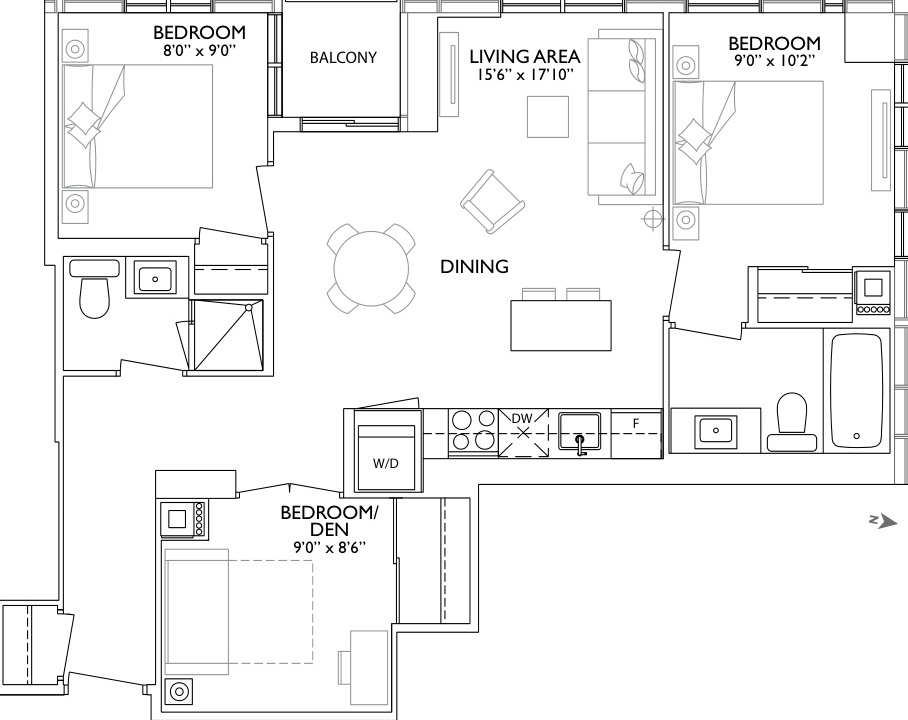 BEDROOM
8'0" x 9'0"
BALCONY
LIVING AREA
15'6" x 17'10"
BEDROOM
9'0" x 10'2"
DINING
DW
F
W/D
BEDROOM/
DEN
9'0" x 8'6"
N